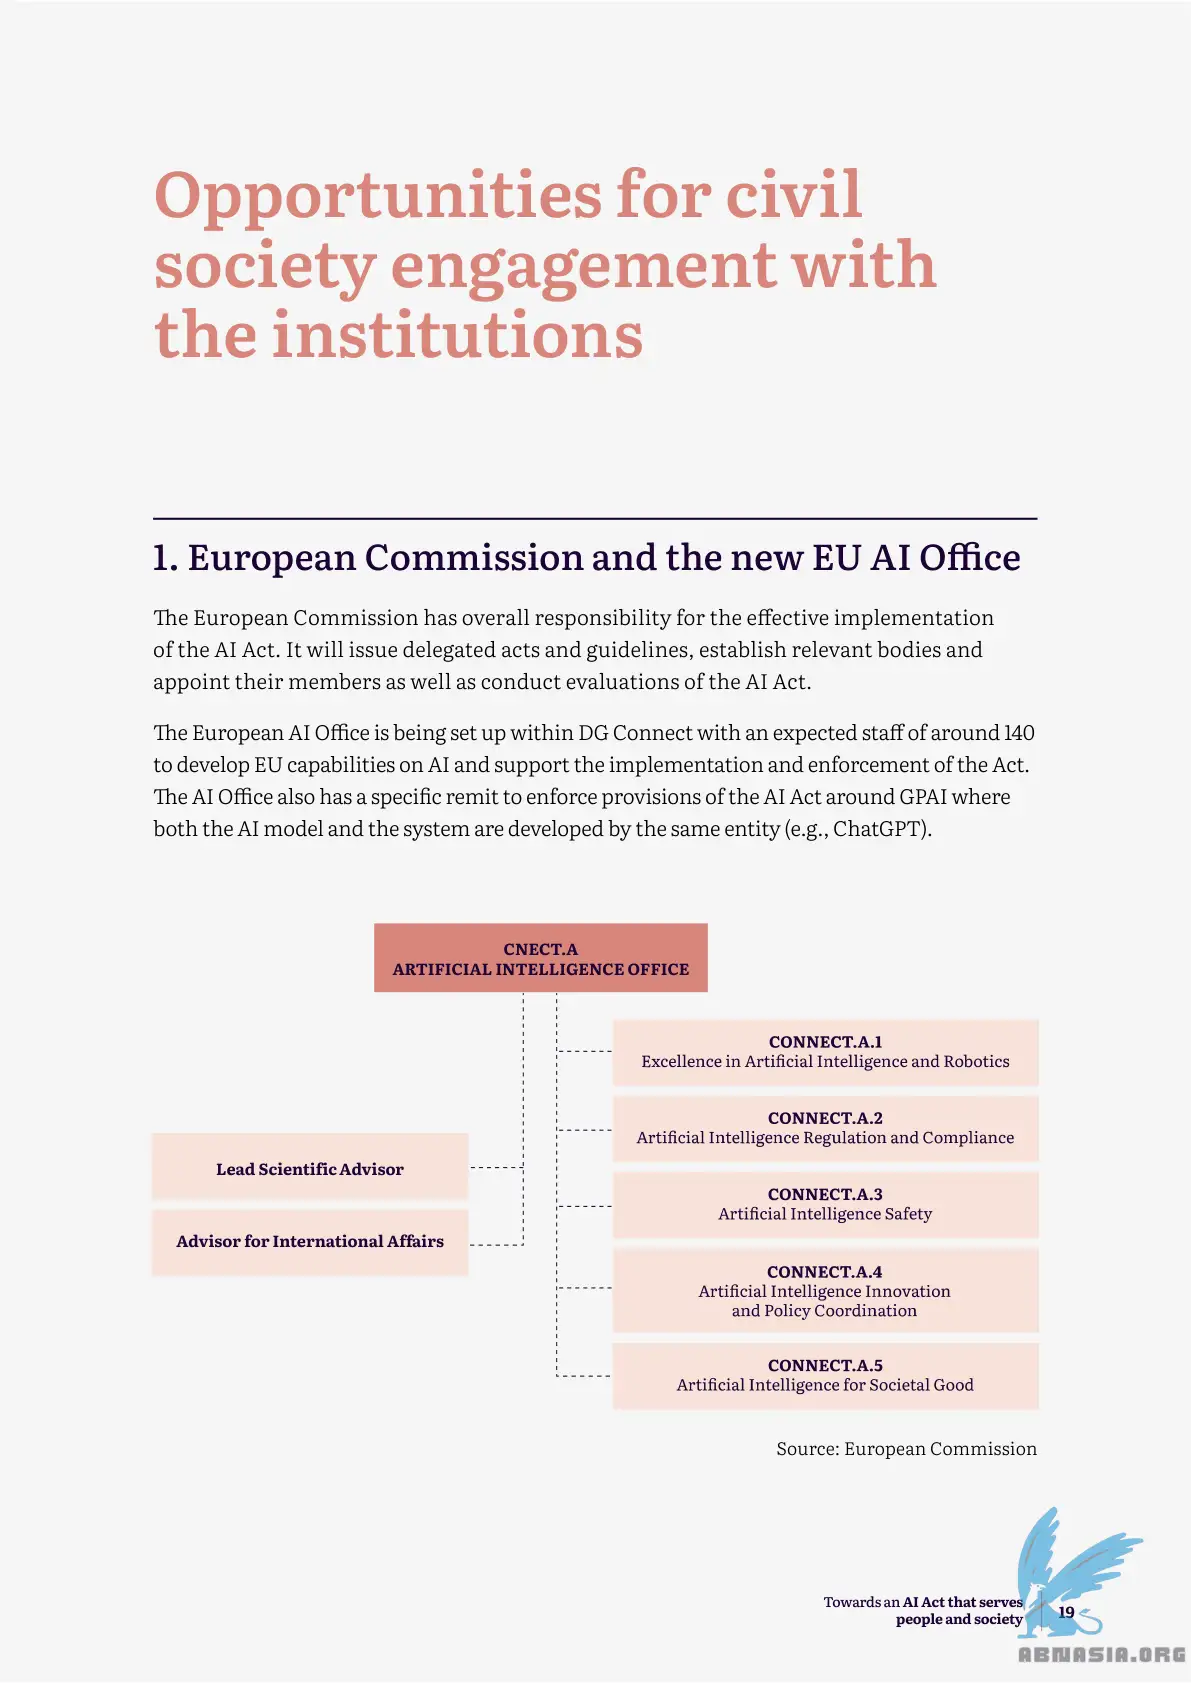 Opportunities for civil
society engagement with
the institutions
1. European Commission and the new EU AI Office
The European Commission has overall responsibility for the effective implementation
of the AI Act. It will issue delegated acts and guidelines, establish relevant bodies and
appoint their members as well as conduct evaluations of the AI Act.
The European AI Office is being set up within DG Connect with an expected staff of around 140
to develop EU capabilities on AI and support the implementation and enforcement of the Act.
The AI Office also has a specific remit to enforce provisions of the AI Act around GPAI where
both the AI model and the system are developed by the same entity (e.g., ChatGPT).
CNECT.A
ARTIFICIAL INTELLIGENCE OFFICE
Lead Scientific Advisor
Advisor for International Affairs
CONNECT.A.1
Excellence in Artificial Intelligence and Robotics
CONNECT.A.2
Artificial Intelligence Regulation and Compliance
CONNECT.A.3
Artificial Intelligence Safety
CONNECT.A.4
Artificial Intelligence Innovation
and Policy Coordination
CONNECT.A.5
Artificial Intelligence for Societal Good
Source: European Commission
Towards an AI Act that serves
people and society
19
ABNASIA.ORG